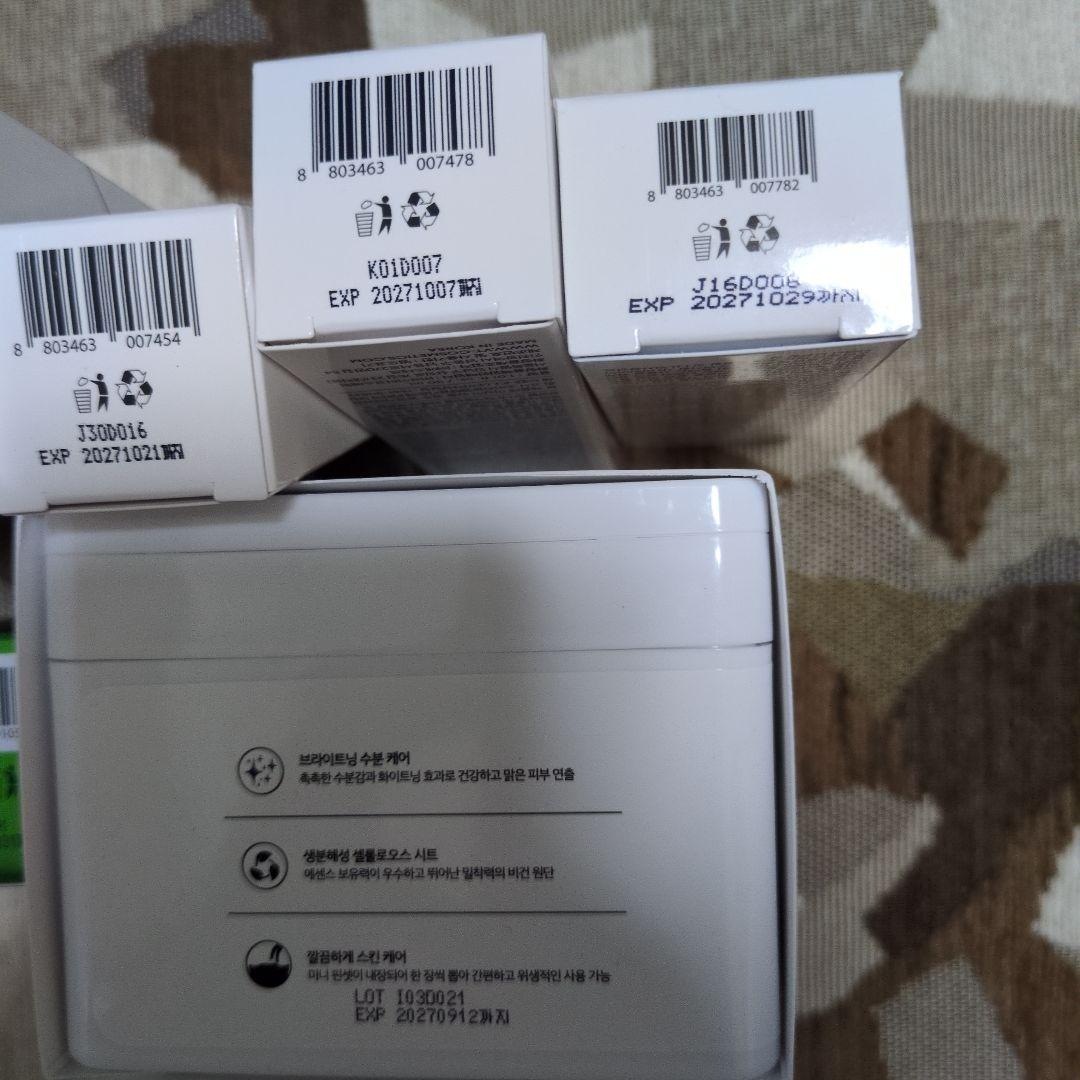 8 803463 007478
K01D007
EXP 20271007까지
8 803463 007782
J16D008
EXP 20271029까지
8 803463 007454
J30D016
EXP 20271021까지
MADE IN KOREA
브라이트닝 수분 케어
촉촉한 수분감과 화이트닝 효과로 건강하고 맑은 피부 연출
생분해성 셀룰로오스 시트
에센스 보유력이 우수하고 뛰어난 밀착력의 비건 원단
깔끔하게 스킨 케어
미니 핀셋이 내장되어 한 장씩 뽑아 간편하고 위생적인 사용 가능
LOT I03D021
EXP 20270912까지